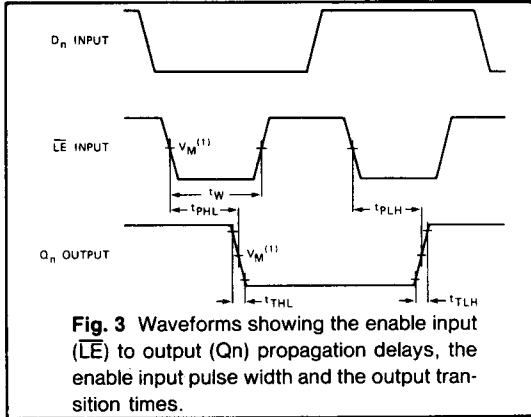 Dn INPUT
LE INPUT
VM(1)
tW
tPHL
tPLH
Qn OUTPUT
VM(1)
tTHL
tTLH
Fig. 3 Waveforms showing the enable input
(LE) to output (Qn) propagation delays, the
enable input pulse width and the output tran-
sition times.